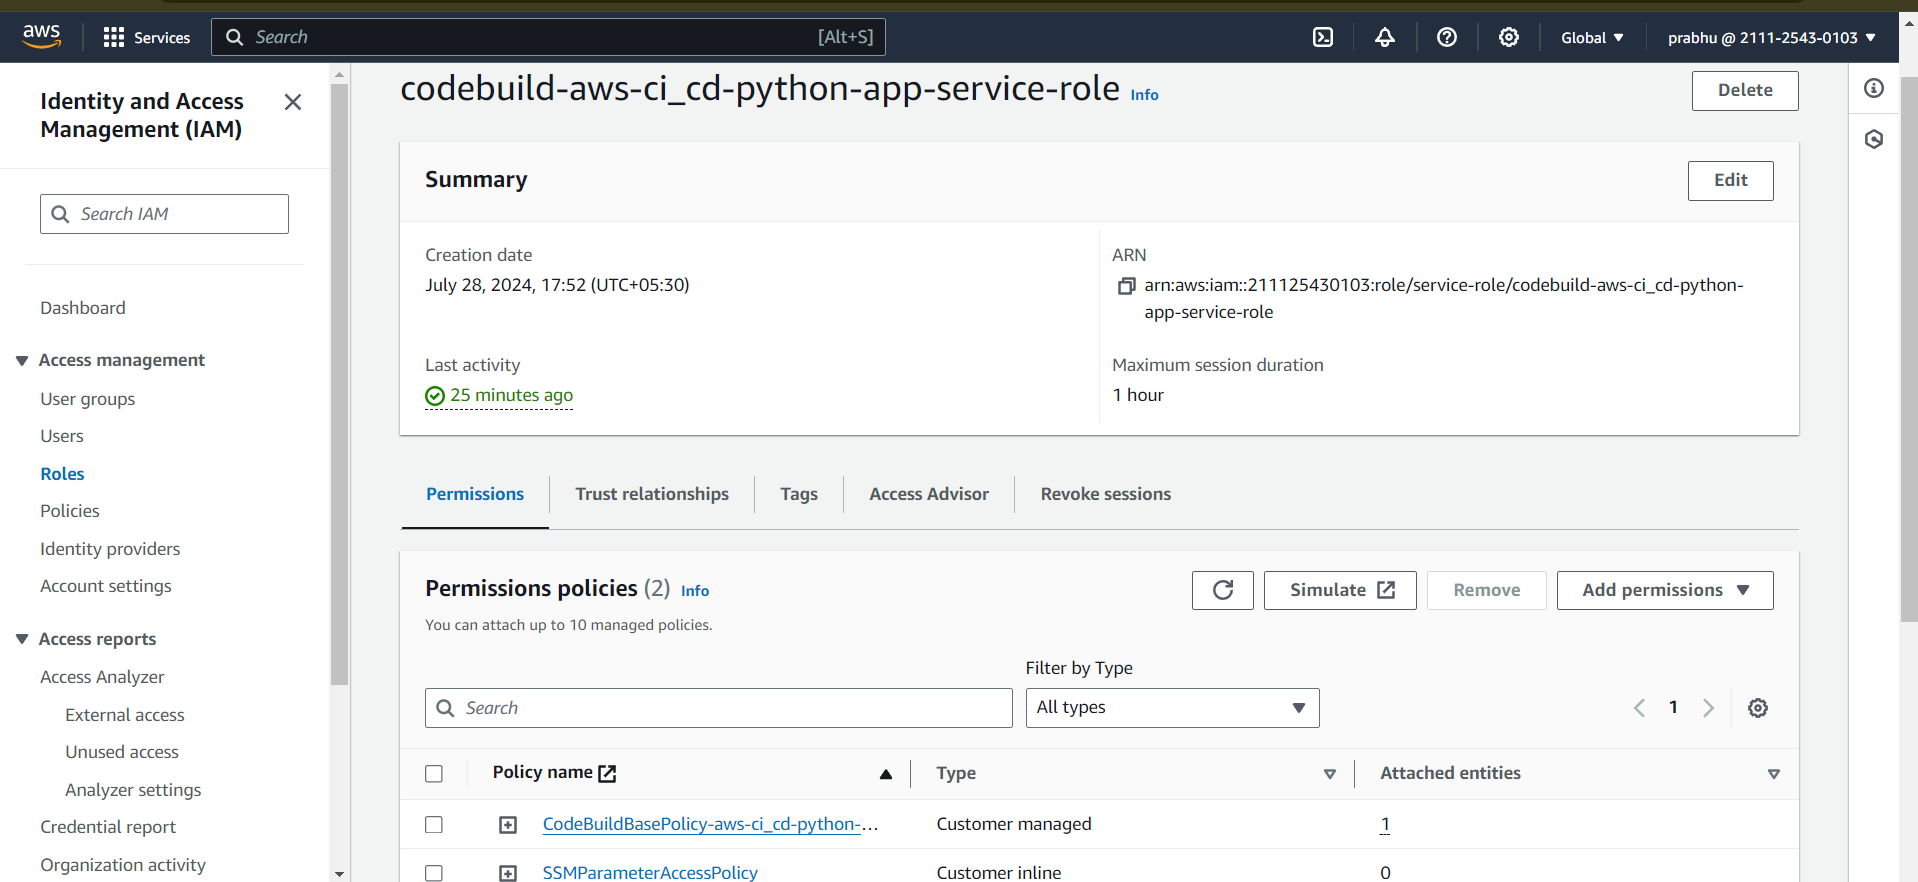 aws
Services
Search
[Alt+S]
Global
prabhu @ 2111-2543-0103
Identity and Access
Management (IAM)
Search IAM
Dashboard
Access management
User groups
Users
Roles
Policies
Identity providers
Account settings
Access reports
Access Analyzer
External access
Unused access
Analyzer settings
Credential report
Organization activity
codebuild-aws-ci_cd-python-app-service-role Info
Delete
Summary
Edit
Creation date
July 28, 2024, 17:52 (UTC+05:30)
ARN
arn:aws:iam::211125430103:role/service-role/codebuild-aws-ci_cd-python-
app-service-role
Last activity
25 minutes ago
Maximum session duration
1 hour
Permissions
Trust relationships
Tags
Access Advisor
Revoke sessions
Permissions policies (2) Info
You can attach up to 10 managed policies.
Simulate
Remove
Add permissions
Filter by Type
Search
All types
1
Policy name
Type
Attached entities
CodeBuildBasePolicy-aws-ci_cd-python-...
Customer managed
1
SSMParameterAccessPolicy
Customer inline
0